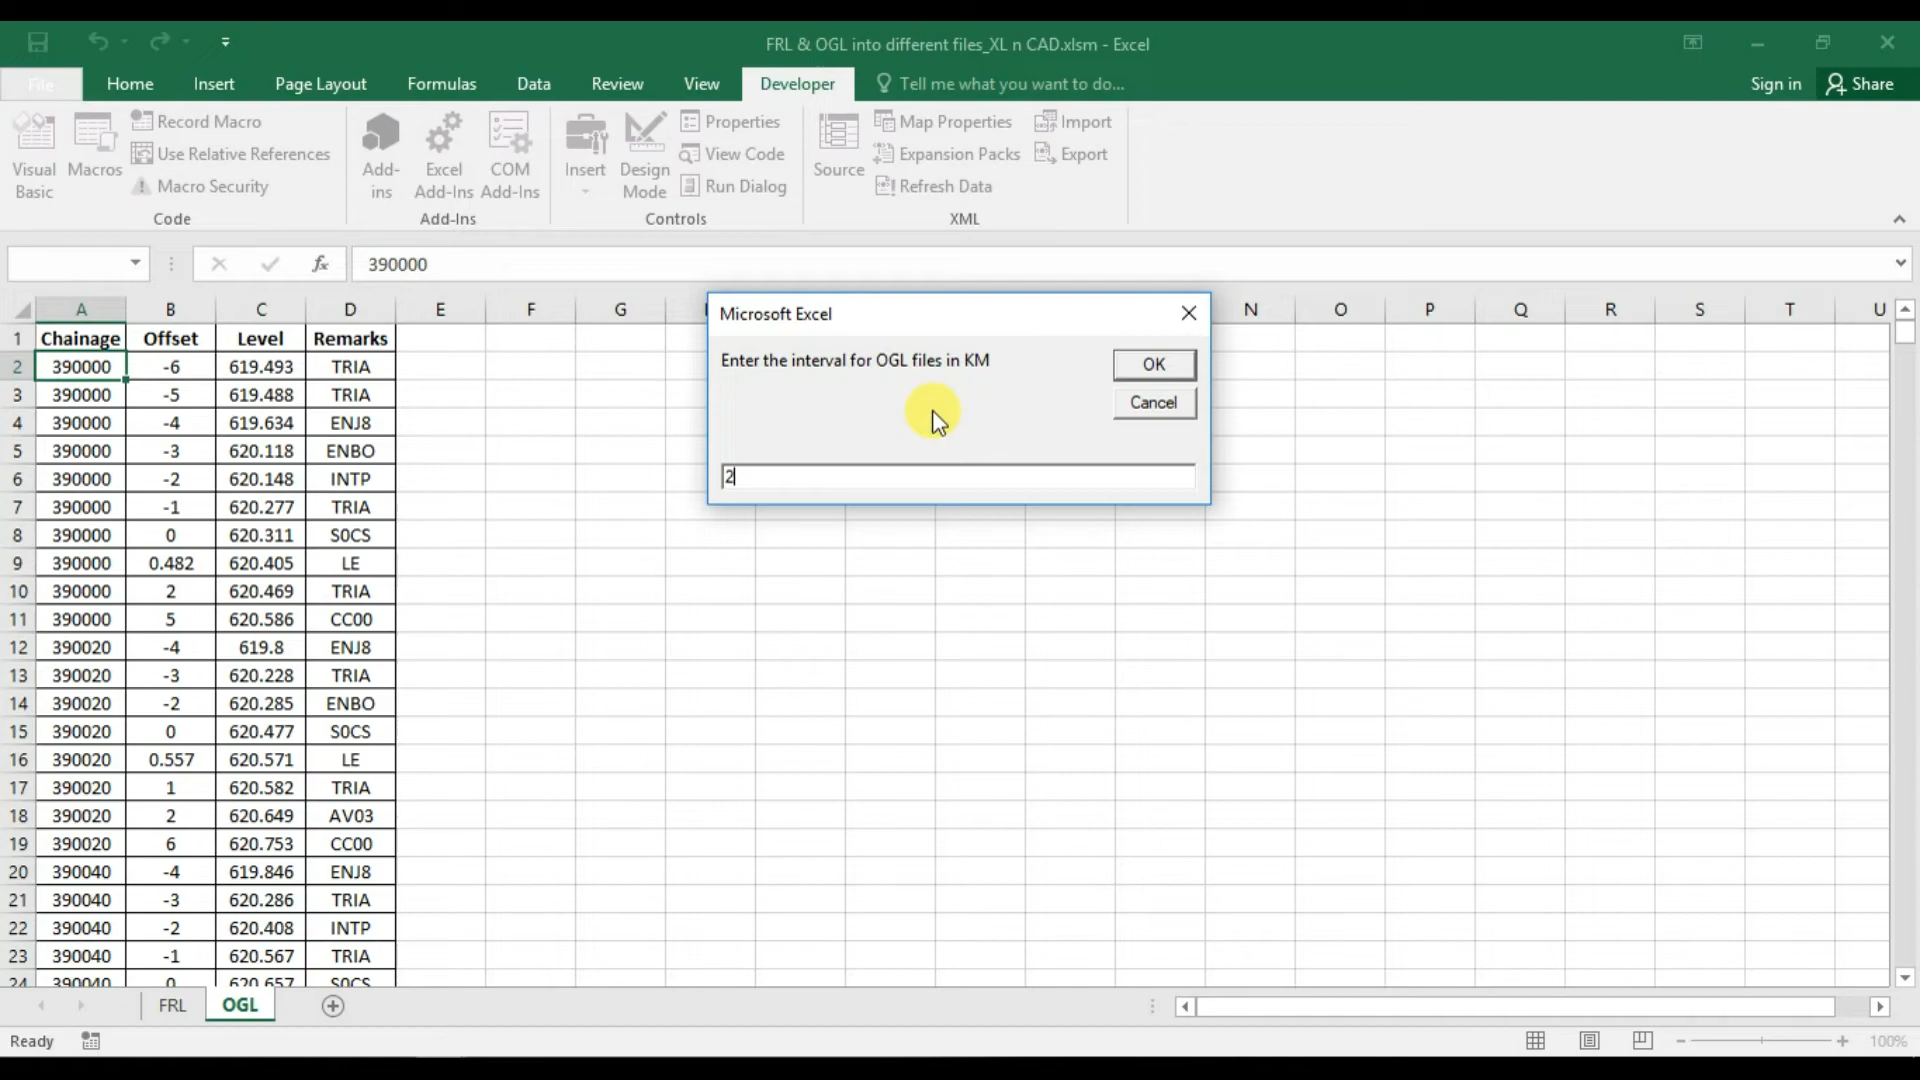 FRL & OGL into different files_XL n CAD.xlsm - Excel
File Home Insert Page Layout Formulas Data Review View Developer Tell me what you want to do... Sign in Share
Visual Basic
Macros
Record Macro
Use Relative References
Macro Security
Code
Add-ins
Excel Add-Ins
COM Add-Ins
Add-Ins
Insert
Design Mode
Properties
View Code
Run Dialog
Controls
Source
Map Properties
Expansion Packs
Refresh Data
Import
Export
XML
fx 390000
A B C D E F G N O P Q R S T U
1 Chainage Offset Level Remarks
2 390000 -6 619.493 TRIA
3 390000 -5 619.488 TRIA
4 390000 -4 619.634 ENJ8
5 390000 -3 620.118 ENBO
6 390000 -2 620.148 INTP
7 390000 -1 620.277 TRIA
8 390000 0 620.311 S0CS
9 390000 0.482 620.405 LE
10 390000 2 620.469 TRIA
11 390000 5 620.586 CC00
12 390020 -4 619.8 ENJ8
13 390020 -3 620.228 TRIA
14 390020 -2 620.285 ENBO
15 390020 0 620.477 S0CS
16 390020 0.557 620.571 LE
17 390020 1 620.582 TRIA
18 390020 2 620.649 AV03
19 390020 6 620.753 CC00
20 390040 -4 619.846 ENJ8
21 390040 -3 620.286 TRIA
22 390040 -2 620.408 INTP
23 390040 -1 620.567 TRIA
24 390040 0 620.657 S0CS
Microsoft Excel
Enter the interval for OGL files in KM
OK
Cancel
2
FRL OGL
Ready 100%